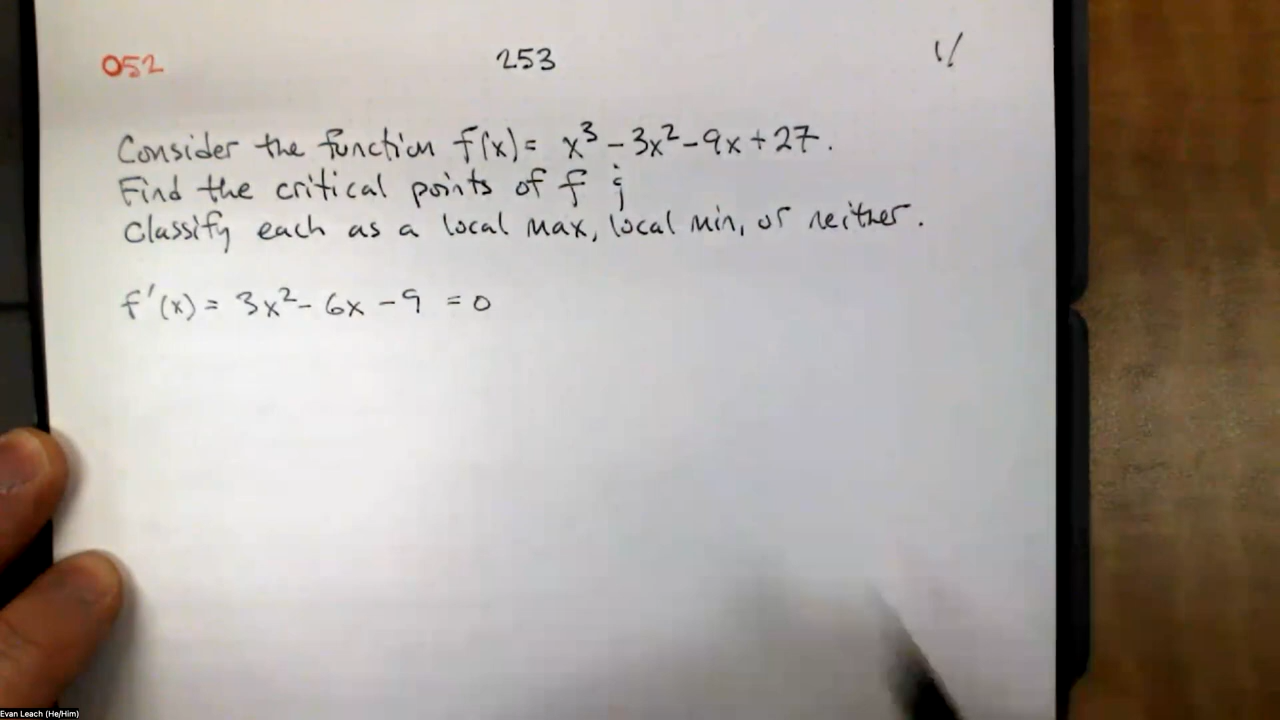 052 253 1/
Consider the function f(x) = x³ - 3x² - 9x + 27.
Find the critical points of f ;
Classify each as a local max, local min, or neither.
f'(x) = 3x² - 6x - 9 = 0
Evan Leach (He/Him)